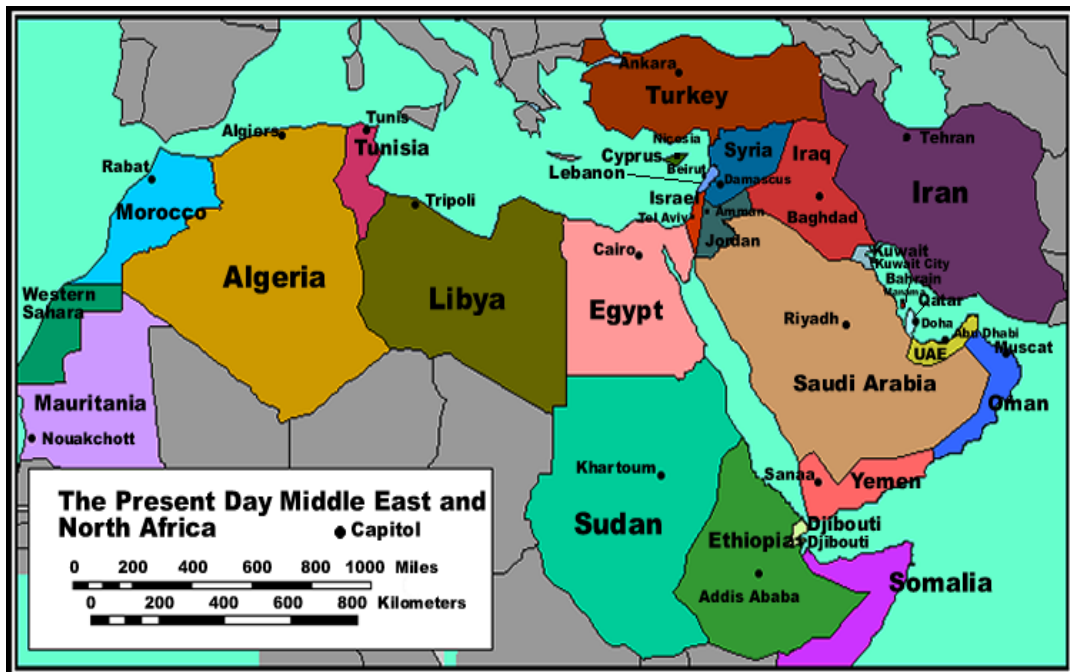 Ankara
Turkey
Tunis
Algiers
Tunisia
Nicosia
Cyprus
Syria
Iraq
Tehran
Rabat
Lebanon
Beirut
Damascus
Iran
Morocco
Tripoli
Israel
Tel Aviv
Amman
Baghdad
Jordan
Cairo
Algeria
Kuwait
Kuwait City
Bahrain
Manama
Qatar
Western
Sahara
Libya
Egypt
Riyadh
Doha
Abu Dhabi
Muscat
UAE
Saudi Arabia
Mauritania
Oman
Nouakchott
Khartoum
Sanaa
Yemen
Sudan
Djibouti
Ethiopia
Djibouti
Somalia
Addis Ababa
The Present Day Middle East and
North Africa
Capitol
0 200 400 600 800 1000 Miles
0 200 400 600 800 Kilometers